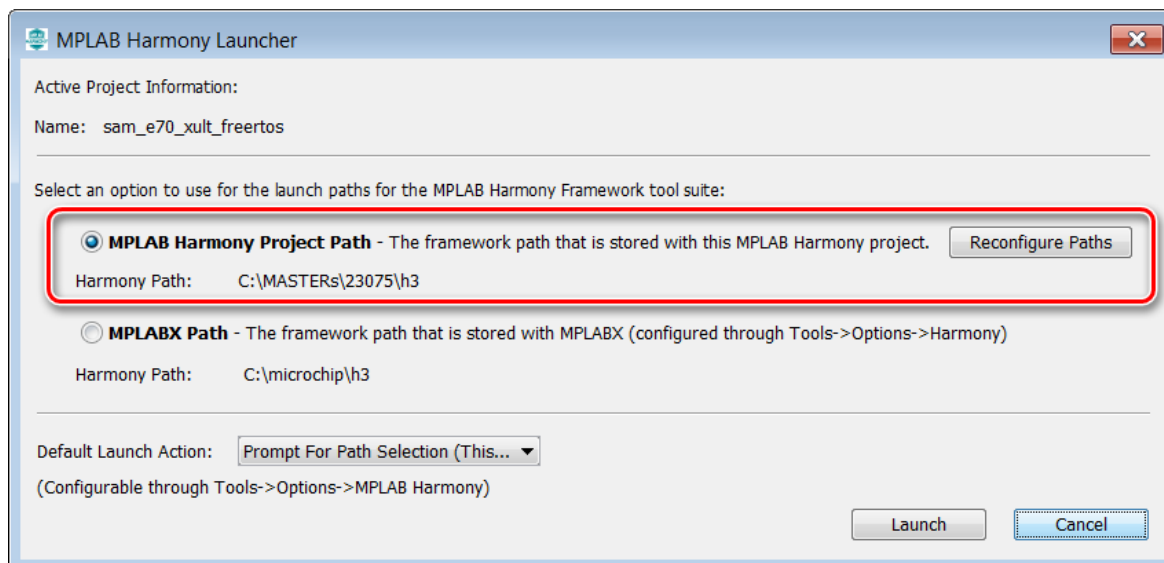 MPLAB Harmony Launcher
Active Project Information:
Name: sam_e70_xult_freertos
Select an option to use for the launch paths for the MPLAB Harmony Framework tool suite:
MPLAB Harmony Project Path - The framework path that is stored with this MPLAB Harmony project. Reconfigure Paths
Harmony Path: C:\MASTERs\23075\h3
MPLABX Path - The framework path that is stored with MPLABX (configured through Tools->Options->Harmony)
Harmony Path: C:\microchip\h3
Default Launch Action: Prompt For Path Selection (This...
(Configurable through Tools->Options->MPLAB Harmony)
Launch Cancel